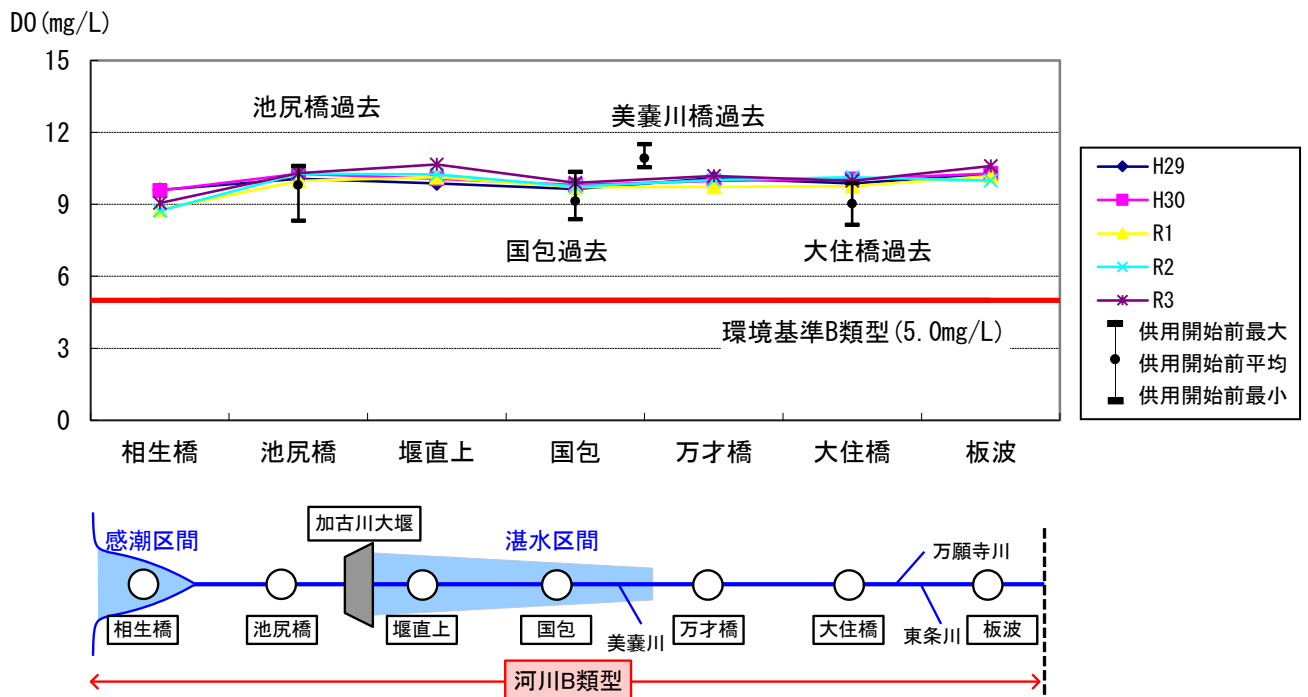 DO(mg/L)
15
12
9
6
3
0
池尻橋過去
美嚢川橋過去
国包過去
大住橋過去
環境基準B類型(5.0mg/L)
相生橋
池尻橋
堰直上
国包
万才橋
大住橋
板波
H29
H30
R1
R2
R3
供用開始前最大
供用開始前平均
供用開始前最小
加古川大堰
感潮区間
湛水区間
万願寺川
相生橋
池尻橋
堰直上
国包
美嚢川
万才橋
大住橋
東条川
板波
河川B類型